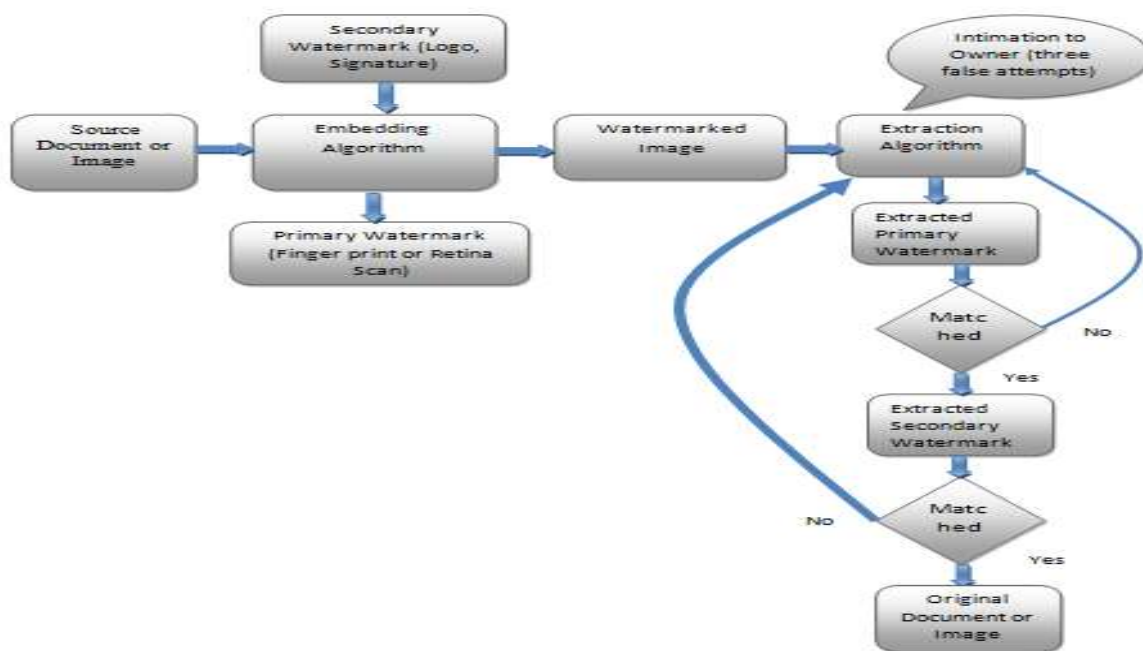 Secondary
Watermark (Logo,
Signature)
Intimation to
Owner (three
false attempts)
Source
Document or
Image
Embedding
Algorithm
Watermarked
Image
Extraction
Algorithm
Primary Watermark
(Finger print or Retina
Scan)
Extracted
Primary
Watermark
Matc
hed
No
Yes
Extracted
Secondary
Watermark
Matc
hed
No
Yes
Original
Document or
Image